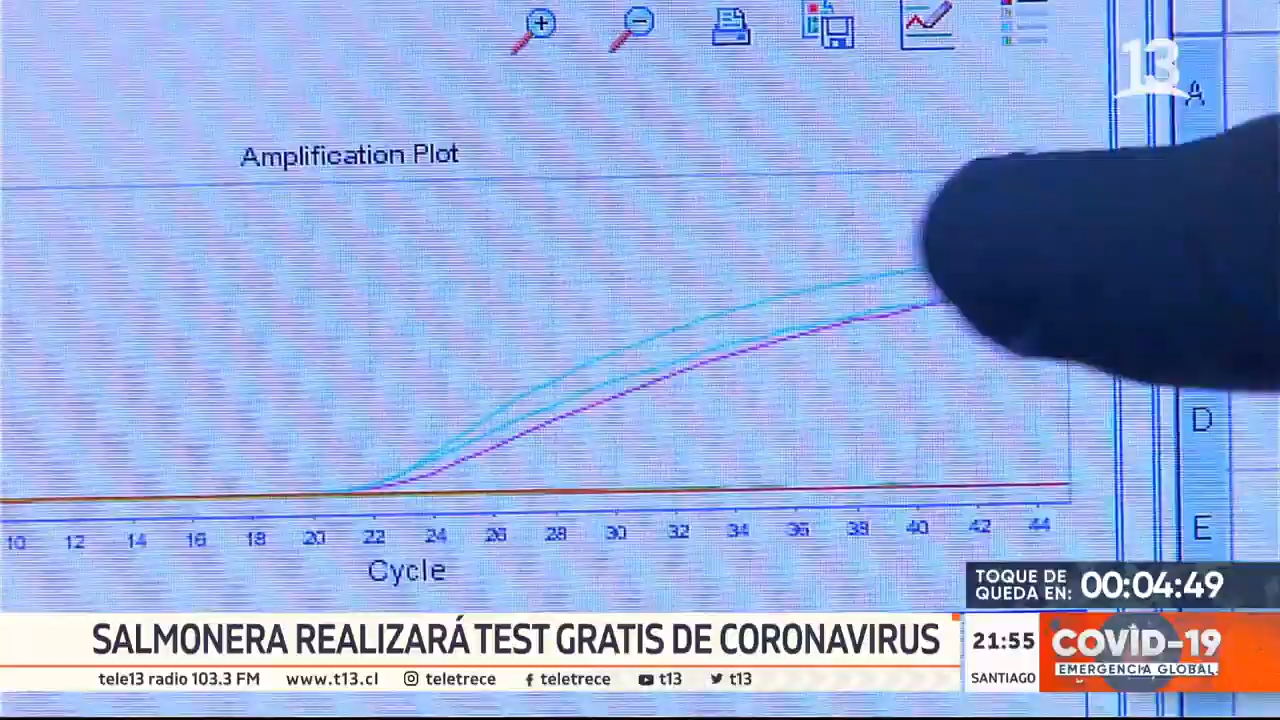 13
A
Amplification Plot
D
10 12 14 16 18 20 22 24 26 28 30 32 34 36 38 40 42 44
E
Cycle
TOQUE DE
QUEDA EN: 00:04:49
SALMONERA REALIZARÁ TEST GRATIS DE CORONAVIRUS
21:55
SANTIAGO
COVID-19
EMERGENCIA GLOBAL
tele13 radio 103.3 FM www.t13.cl teletrece teletrece t13 t13